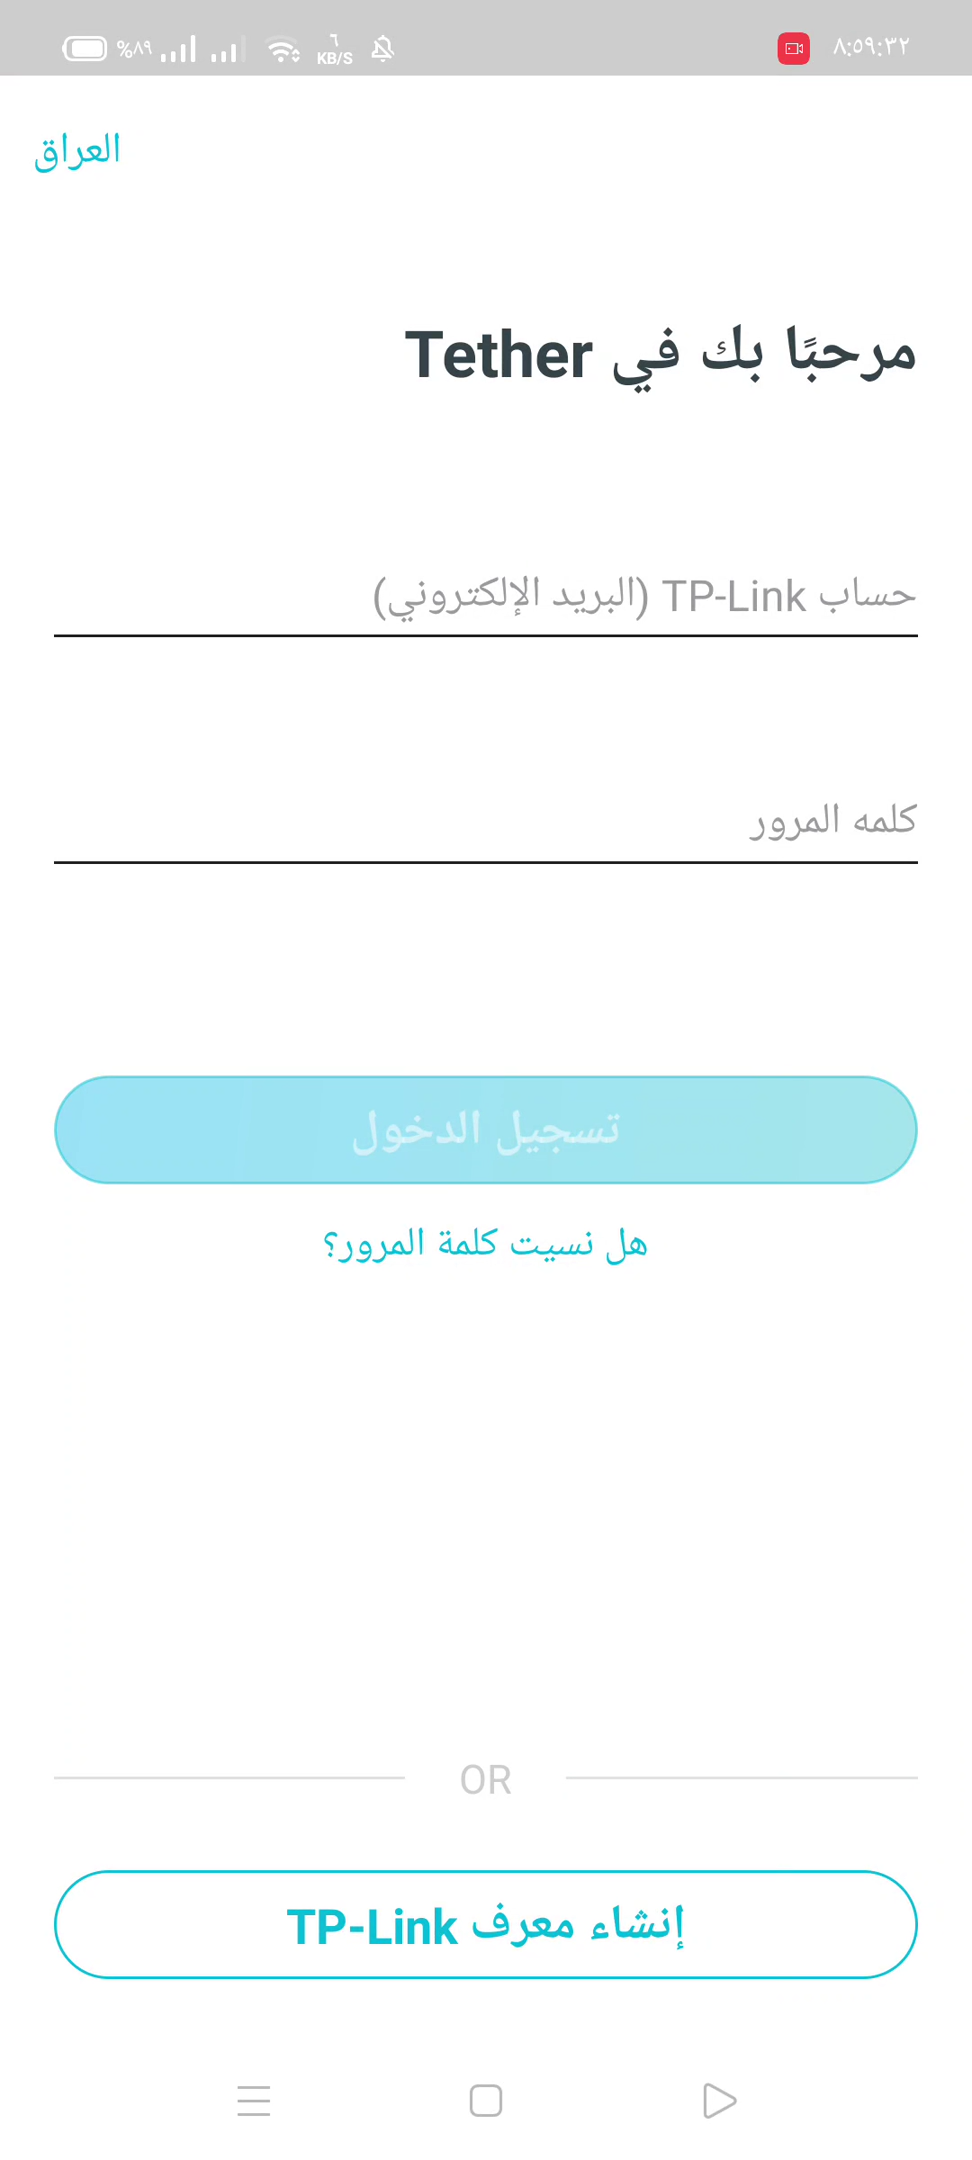 ٨:٥٩:٣٢ ٦ KB/S %٨٩
العراق
مرحبًا بك في Tether
حساب TP-Link (البريد الإلكتروني)
كلمه المرور
تسجيل الدخول
هل نسيت كلمة المرور؟
OR
إنشاء معرف TP-Link